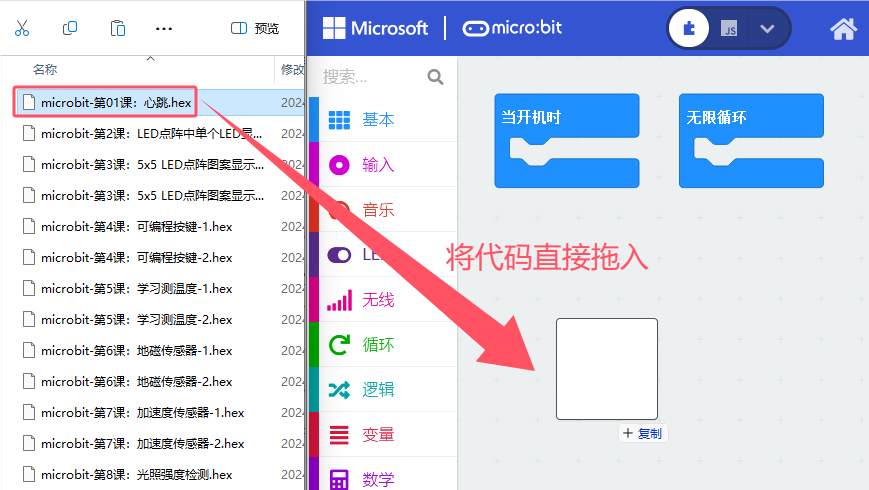 预览
名称
修改
microbit-第01课：心跳.hex
2024
microbit-第2课：LED点阵中单个LED显...
2024
microbit-第3课：5x5 LED点阵图案显示...
2024
microbit-第3课：5x5 LED点阵图案显示...
2024
microbit-第4课：可编程按键-1.hex
2024
microbit-第4课：可编程按键-2.hex
2024
microbit-第5课：学习测温度-1.hex
2024
microbit-第5课：学习测温度-2.hex
2024
microbit-第6课：地磁传感器-1.hex
2024
microbit-第6课：地磁传感器-2.hex
2024
microbit-第7课：加速度传感器-1.hex
2024
microbit-第7课：加速度传感器-2.hex
2024
microbit-第8课：光照强度检测.hex
2024
Microsoft
micro:bit
JS
搜索...
基本
输入
音乐
无线
循环
逻辑
变量
数学
当开机时
无限循环
将代码直接拖入
+ 复制